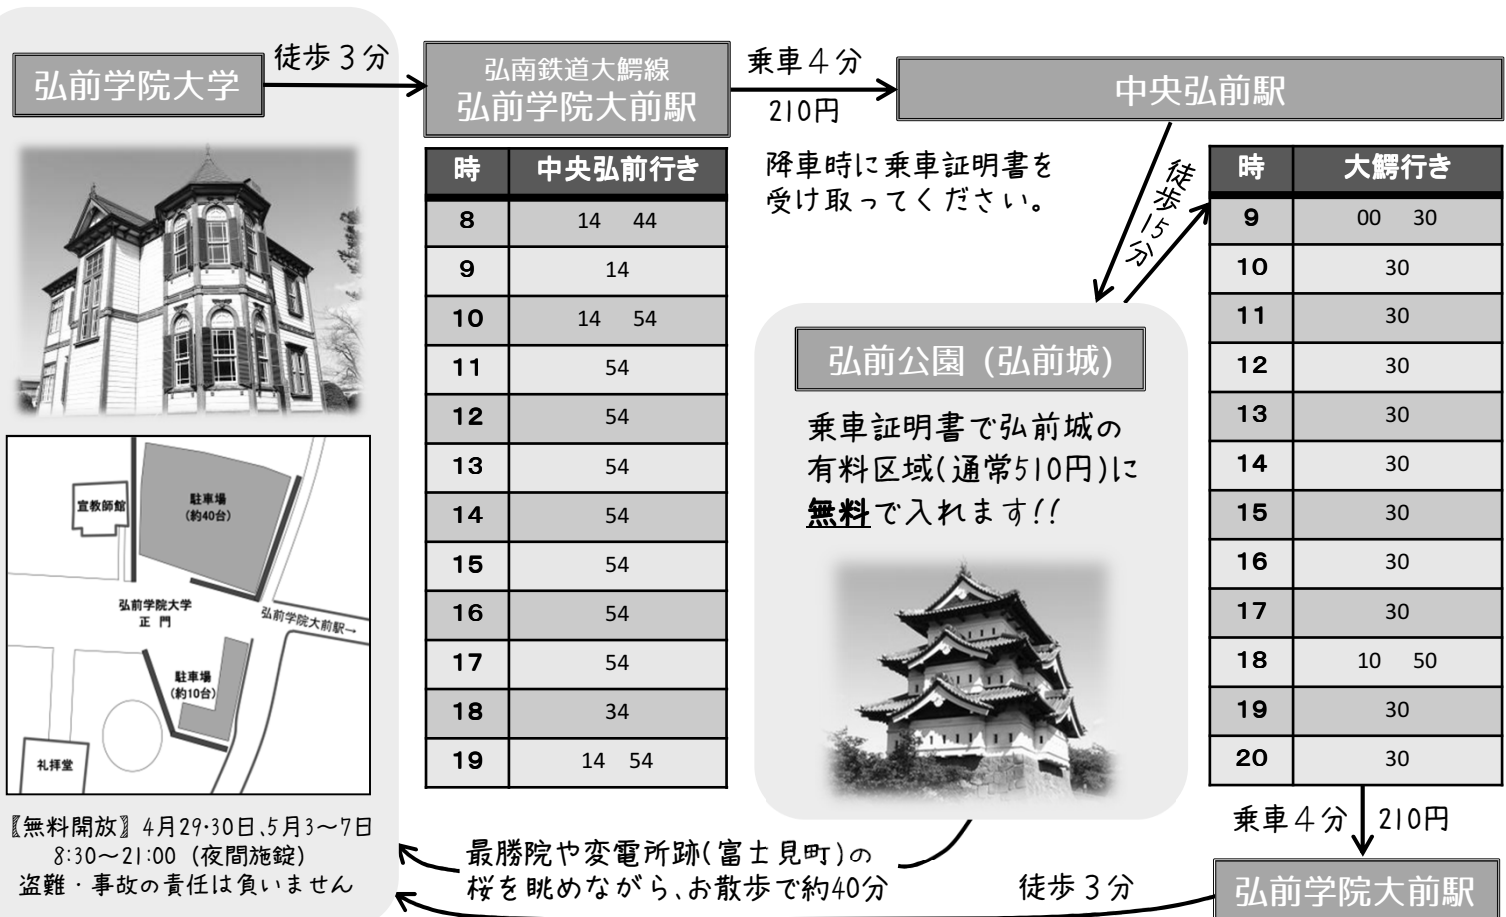 弘前学院大学
徒歩3分
弘南鉄道大鰐線
弘前学院大前駅
乗車4分
210円
中央弘前駅
降車時に乗車証明書を
受け取ってください。
徒歩15分
時 中央弘前行き
8 14 44
9 14
10 14 54
11 54
12 54
13 54
14 54
15 54
16 54
17 54
18 34
19 14 54
弘前公園(弘前城)
乗車証明書で弘前城の
有料区域(通常510円)に
無料で入れます!!
時 大鰐行き
9 00 30
10 30
11 30
12 30
13 30
14 30
15 30
16 30
17 30
18 10 50
19 30
20 30
乗車4分 210円
弘前学院大前駅
徒歩3分
最勝院や変電所跡(富士見町)の
桜を眺めながら、お散歩で約40分
宣教師館
駐車場
(約40台)
弘前学院大学
正門
弘前学院大前駅→
駐車場
(約10台)
礼拝堂
〖無料開放〗4月29・30日、5月3~7日
8:30~21:00 (夜間施錠)
盗難・事故の責任は負いません